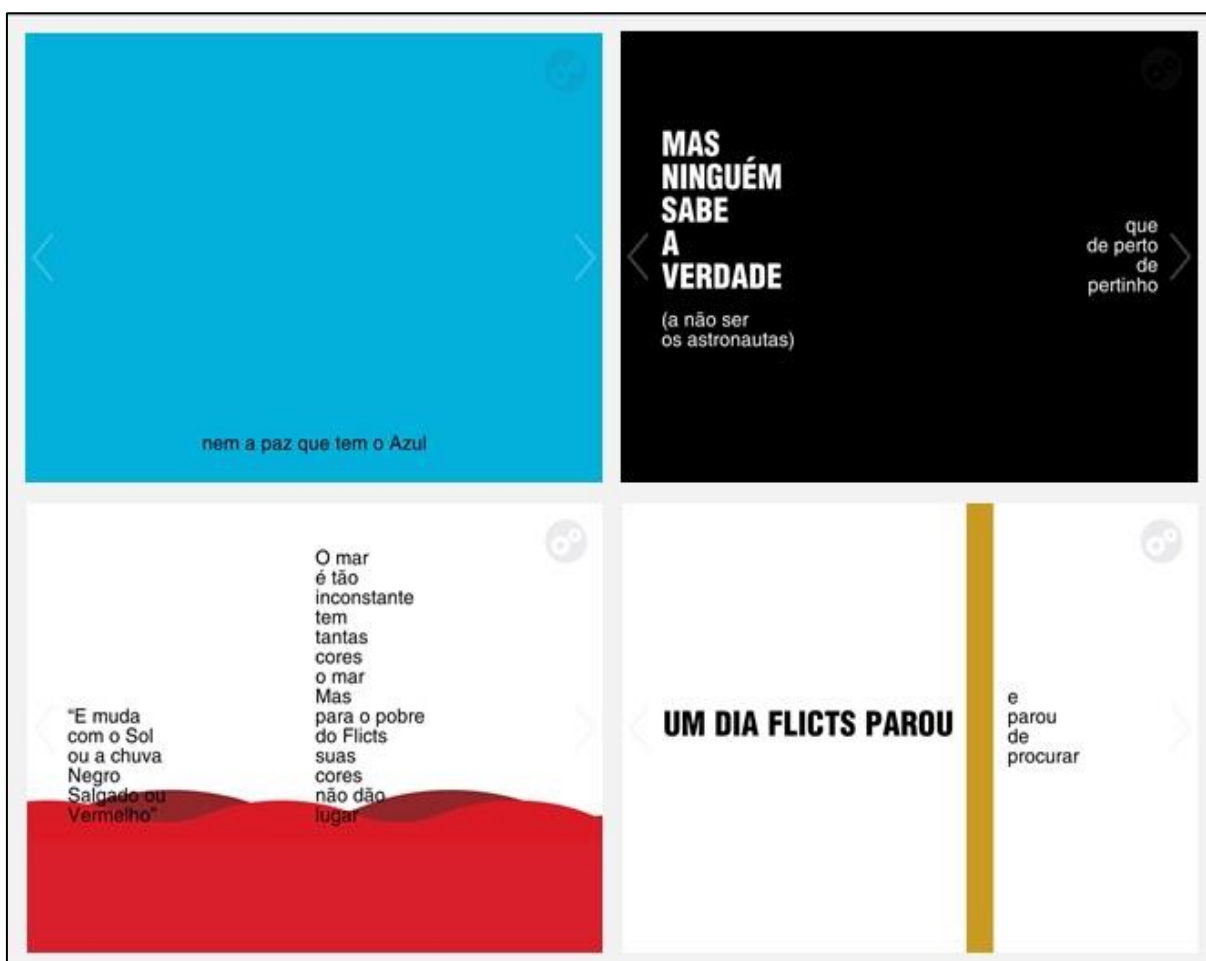 nem a paz que tem o Azul
MAS
NINGUÉM
SABE
A
VERDADE
(a não ser
os astronautas)
que
de perto
de
pertinho
"E muda
com o Sol
ou a chuva
Negro
Salgado ou
Vermelho"
O mar
é tão
inconstante
tem
tantas
cores
o mar
Mas
para o pobre
do Flicts
suas
cores
não dão
lugar
UM DIA FLICTS PAROU
e
parou
de
procurar